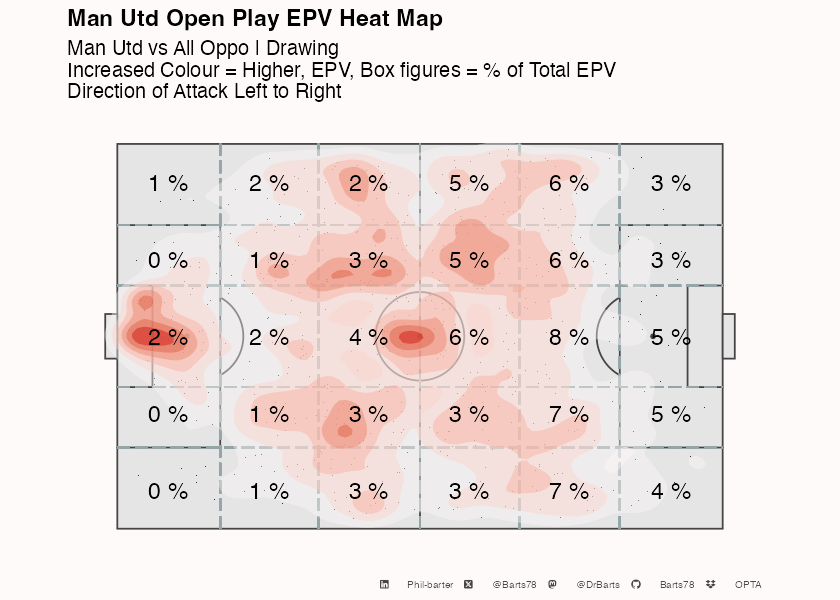 Man Utd Open Play EPV Heat Map
Man Utd vs All Oppo | Drawing
Increased Colour = Higher, EPV, Box figures = % of Total EPV
Direction of Attack Left to Right
1 % 2 % 2 % 5 % 6 % 3 %
0 % 1 % 3 % 5 % 6 % 3 %
2 % 2 % 4 % 6 % 8 % 5 %
0 % 1 % 3 % 3 % 7 % 5 %
0 % 1 % 3 % 3 % 7 % 4 %
Phil-barter @Barts78 @DrBarts Barts78 OPTA